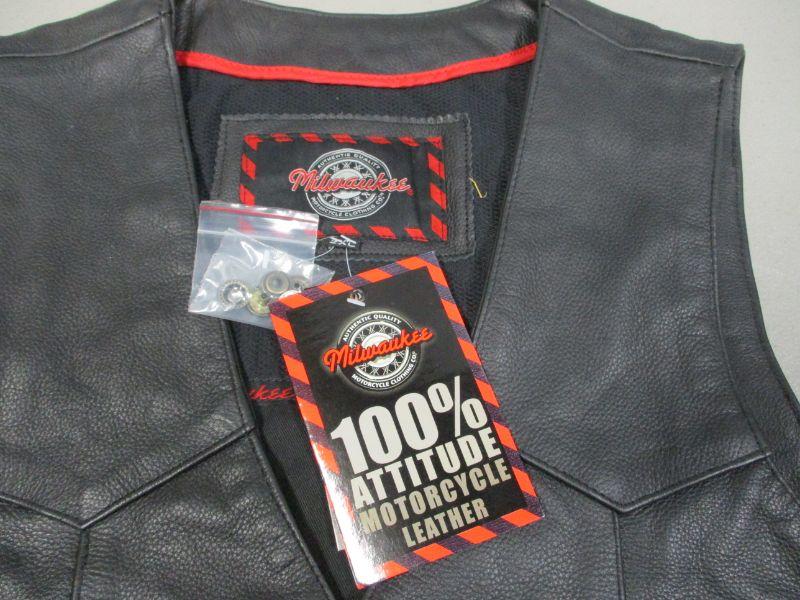 AUTHENTIC QUALITY
Milwaukee
MOTORCYCLE CLOTHING CO.
AUTHENTIC QUALITY
Milwaukee
MOTORCYCLE CLOTHING CO.
100%
ATTITUDE
MOTORCYCLE
LEATHER